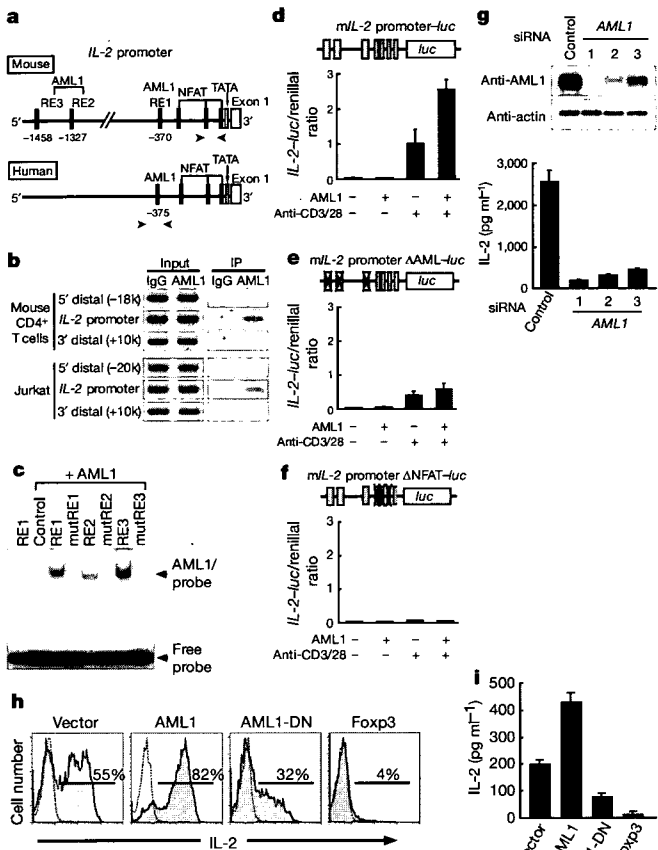 a
IL-2 promoter
Mouse
AML1
RE3 RE2
AML1
RE1
NFAT
TATA
Exon 1
5′ 3′
−1458 −1327 −370
Human
AML1
NFAT
TATA
Exon 1
5′ 3′
−375
b
Input IP
IgG AML1 IgG AML1
Mouse CD4+ T cells
5′ distal (−18k)
IL-2 promoter
3′ distal (+10k)
Jurkat
5′ distal (−20k)
IL-2 promoter
3′ distal (+10k)
c
+ AML1
RE1 Control RE1 mutRE1 RE2 mutRE2 RE3 mutRE3
AML1/
probe
Free
probe
d
mIL-2 promoter–luc
luc
IL-2–luc/renillal
ratio
3
2
1
0
AML1 − + − +
Anti-CD3/28 − − + +
e
mIL-2 promoter ΔAML–luc
luc
IL-2–luc/renillal
ratio
3
2
1
0
AML1 − + − +
Anti-CD3/28 − − + +
f
mIL-2 promoter ΔNFAT–luc
luc
IL-2–luc/renillal
ratio
3
2
1
0
AML1 − + − +
Anti-CD3/28 − − + +
g
siRNA Control AML1
1 2 3
Anti-AML1
Anti-actin
IL-2 (pg ml−1)
3,000
2,000
1,000
0
siRNA Control 1 2 3
AML1
h
Vector AML1 AML1-DN Foxp3
Cell number
55% 82% 32% 4%
IL-2
i
IL-2 (pg ml−1)
500
400
300
200
100
0
ector ML1 -DN oxp3